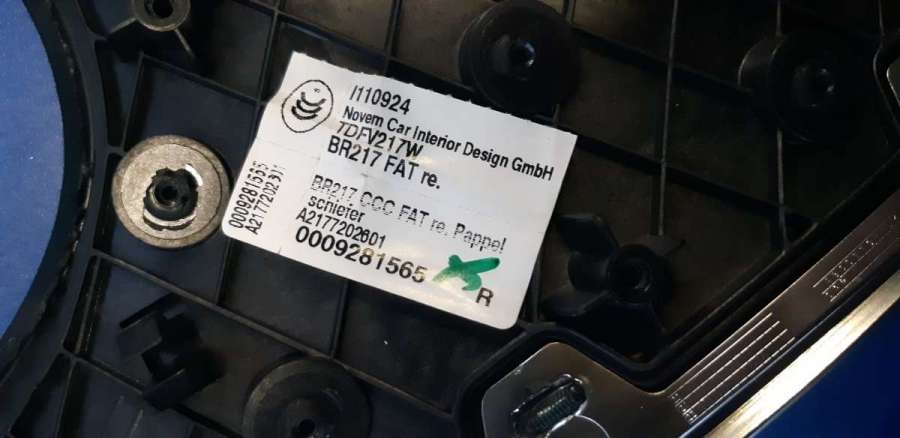 I110924
Novem Car Interior Design GmbH
TDFV217W
BR217 FAT re.
BR217 CCC FAT re. Pappel
schiefer
A2177202601
0009281565
R
0009281565
A2177202601